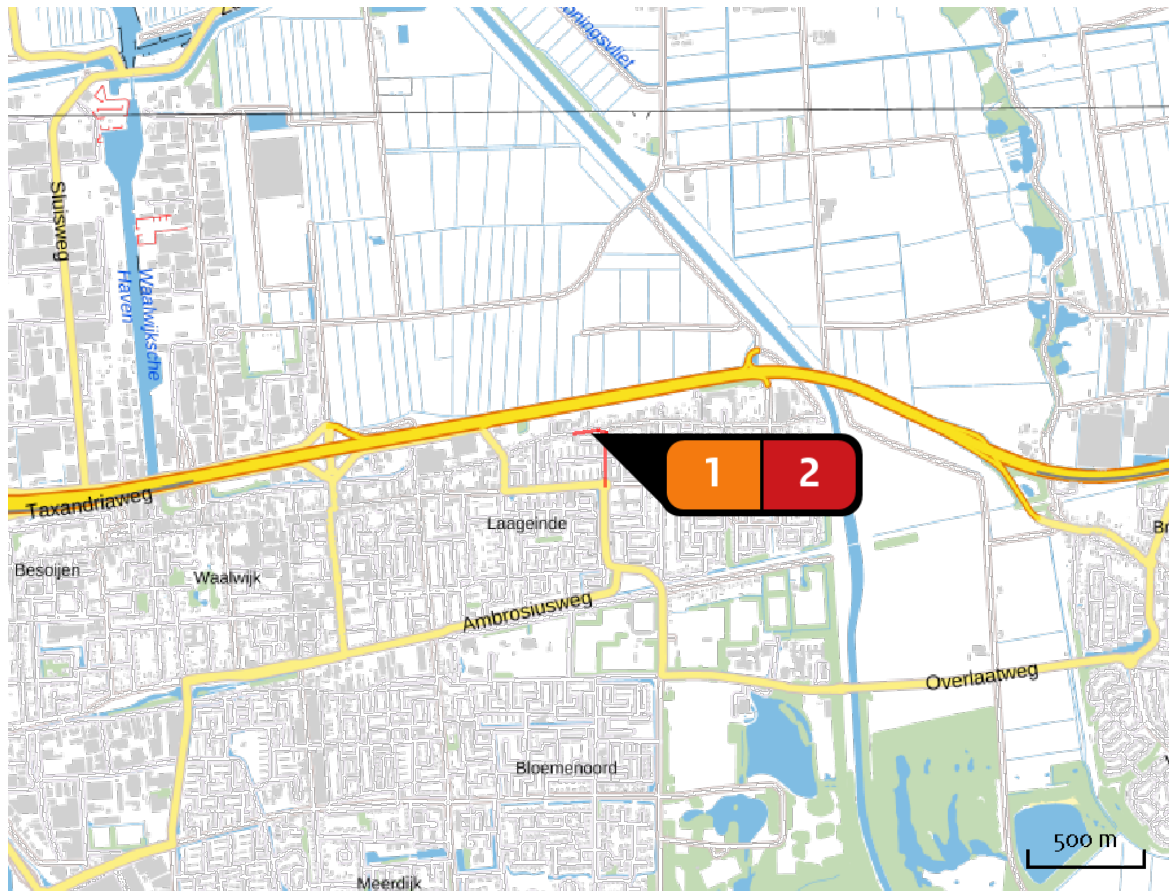 Sluisweg
Waalwijksche
Haven
Taxandriaweg
1 2
Laageinde
Besoijen
Waalwijk
Ambrosiusweg
Overlaatweg
Bloemenoord
500 m
Meerdijk